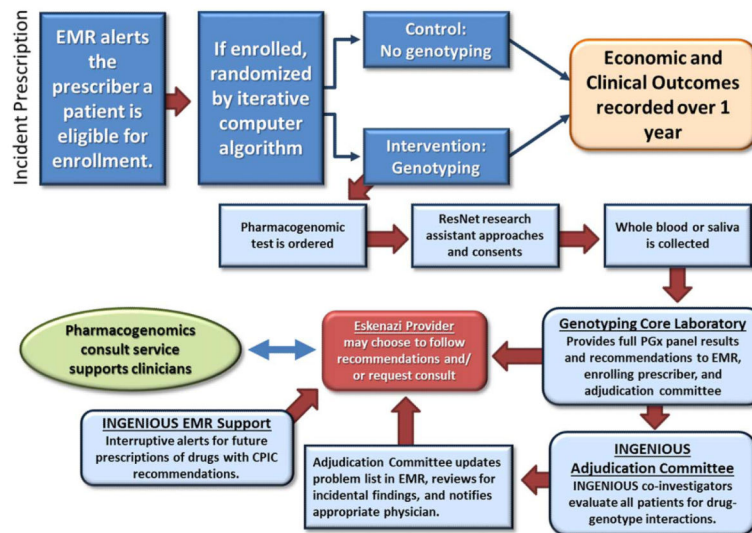 Incident Prescription
EMR alerts
the
prescriber a
patient is
eligible for
enrollment.
If enrolled,
randomized
by iterative
computer
algorithm
Control:
No genotyping
Intervention:
Genotyping
Economic and
Clinical Outcomes
recorded over 1
year
Pharmacogenomic
test is ordered
ResNet research
assistant approaches
and consents
Whole blood or saliva
is collected
Genotyping Core Laboratory
Provides full PGx panel
results and recommendations to EMR,
enrolling prescriber, and
adjudication committee
Eskenazi Provider
may choose to follow
recommendations and/
or request consult
Pharmacogenomics
consult service
supports clinicians
INGENIOUS EMR Support
Interruptive alerts for future
prescriptions of drugs with CPIC
recommendations.
Adjudication Committee updates
problem list in EMR, reviews for
incidental findings, and notifies
appropriate physician.
INGENIOUS
Adjudication Committee
INGENIOUS co-investigators
evaluate all patients for drug-
genotype interactions.